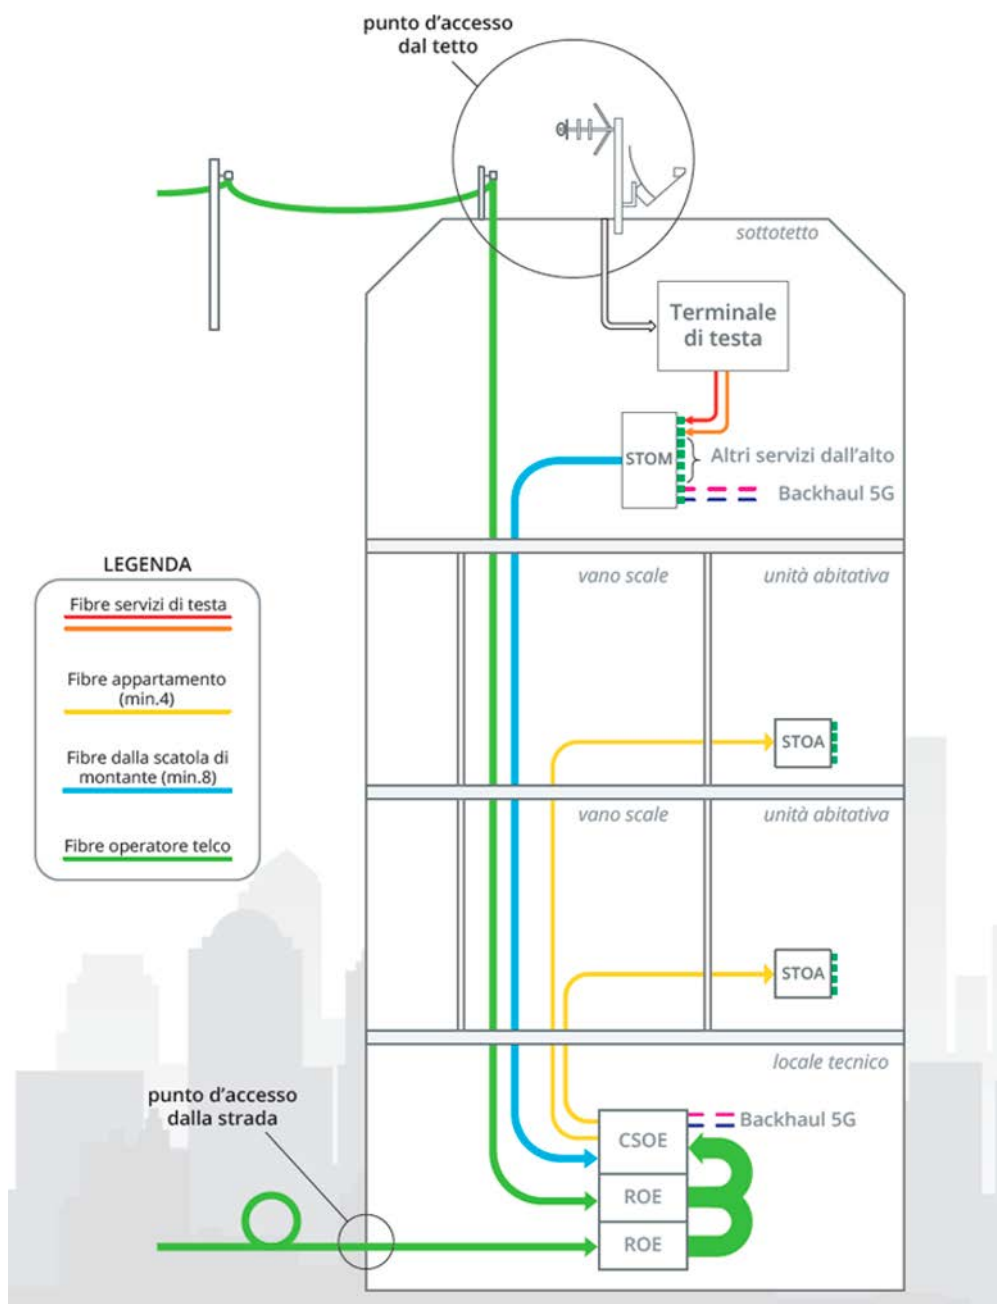 punto d'accesso
dal tetto
sottotetto
Terminale
di testa
STOM
Altri servizi dall'alto
Backhaul 5G
LEGENDA
Fibre servizi di testa
Fibre appartamento
(min.4)
Fibre dalla scatola di
montante (min.8)
Fibre operatore telco
vano scale
unità abitativa
STOA
vano scale
unità abitativa
STOA
locale tecnico
punto d'accesso
dalla strada
Backhaul 5G
CSOE
ROE
ROE